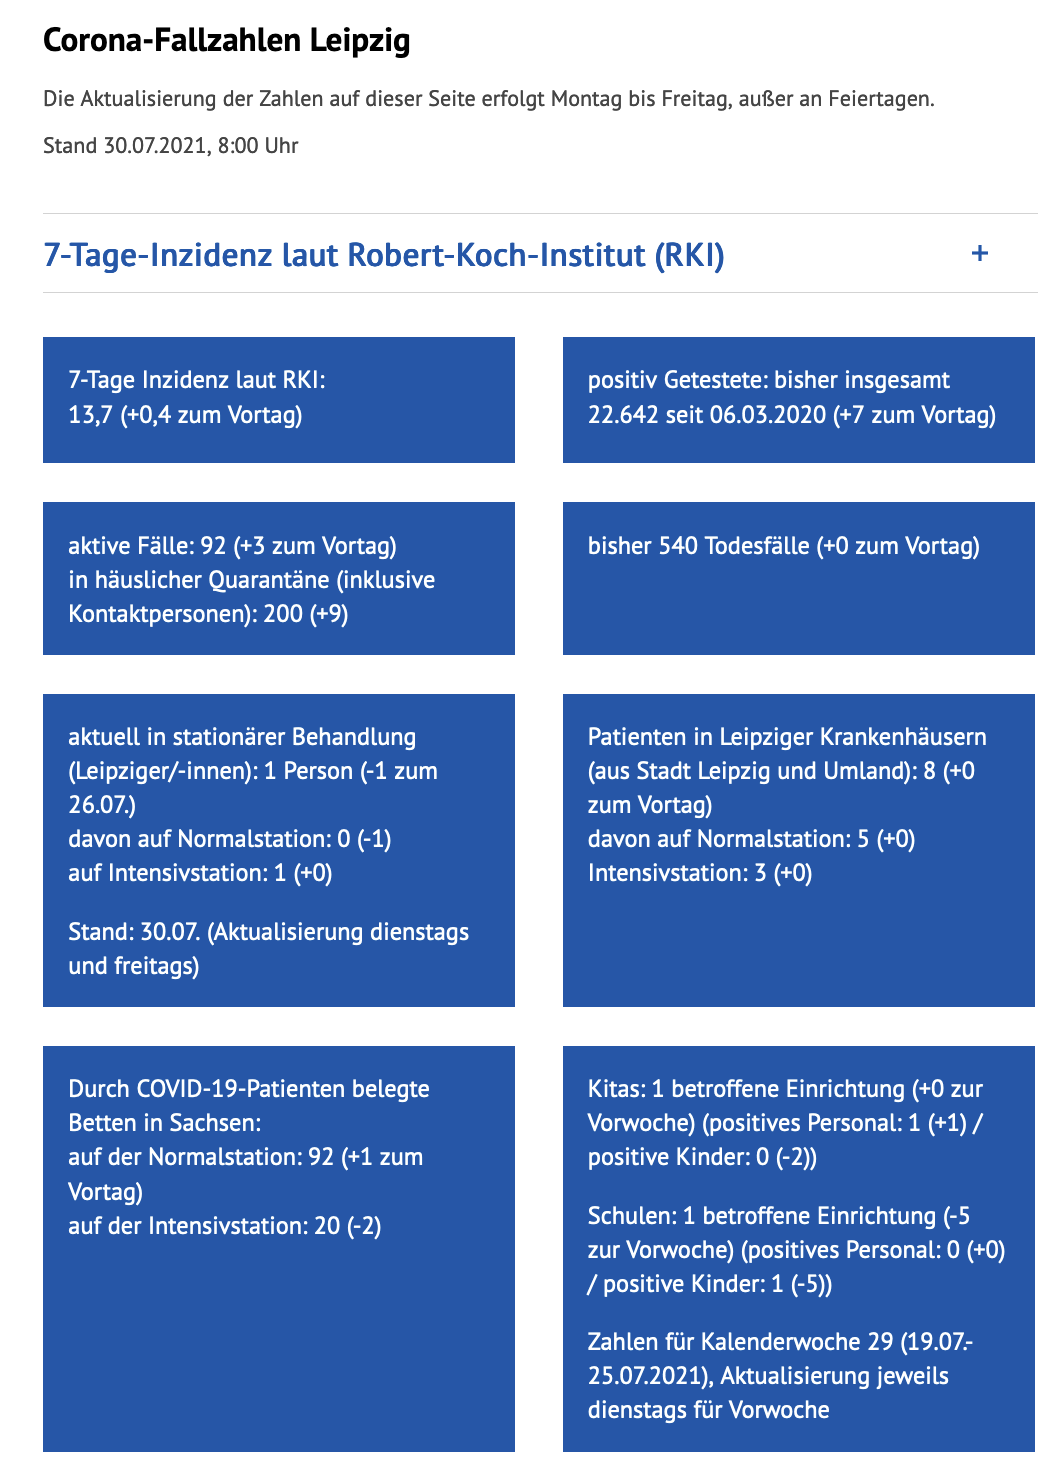 Corona-Fallzahlen Leipzig
Die Aktualisierung der Zahlen auf dieser Seite erfolgt Montag bis Freitag, außer an Feiertagen.
Stand 30.07.2021, 8:00 Uhr
7-Tage-Inzidenz laut Robert-Koch-Institut (RKI)
+
7-Tage Inzidenz laut RKI:
13,7 (+0,4 zum Vortag)
positiv Getestete: bisher insgesamt
22.642 seit 06.03.2020 (+7 zum Vortag)
aktive Fälle: 92 (+3 zum Vortag)
in häuslicher Quarantäne (inklusive
Kontaktpersonen): 200 (+9)
bisher 540 Todesfälle (+0 zum Vortag)
aktuell in stationärer Behandlung
(Leipziger/-innen): 1 Person (-1 zum
26.07.)
davon auf Normalstation: 0 (-1)
auf Intensivstation: 1 (+0)
Stand: 30.07. (Aktualisierung dienstags
und freitags)
Patienten in Leipziger Krankenhäusern
(aus Stadt Leipzig und Umland): 8 (+0
zum Vortag)
davon auf Normalstation: 5 (+0)
Intensivstation: 3 (+0)
Durch COVID-19-Patienten belegte
Betten in Sachsen:
auf der Normalstation: 92 (+1 zum
Vortag)
auf der Intensivstation: 20 (-2)
Kitas: 1 betroffene Einrichtung (+0 zur
Vorwoche) (positives Personal: 1 (+1) /
positive Kinder: 0 (-2))
Schulen: 1 betroffene Einrichtung (-5
zur Vorwoche) (positives Personal: 0 (+0)
/ positive Kinder: 1 (-5))
Zahlen für Kalenderwoche 29 (19.07.-
25.07.2021), Aktualisierung jeweils
dienstags für Vorwoche